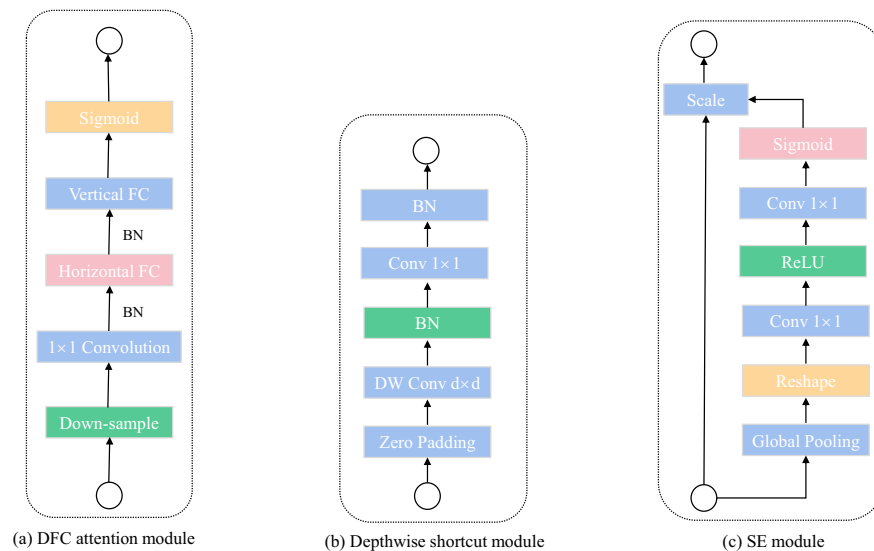 Sigmoid
Vertical FC
BN
Horizontal FC
BN
1×1 Convolution
Down-sample
(a) DFC attention module
BN
Conv 1×1
BN
DW Conv d×d
Zero Padding
(b) Depthwise shortcut module
Scale
Sigmoid
Conv 1×1
ReLU
Conv 1×1
Reshape
Global Pooling
(c) SE module